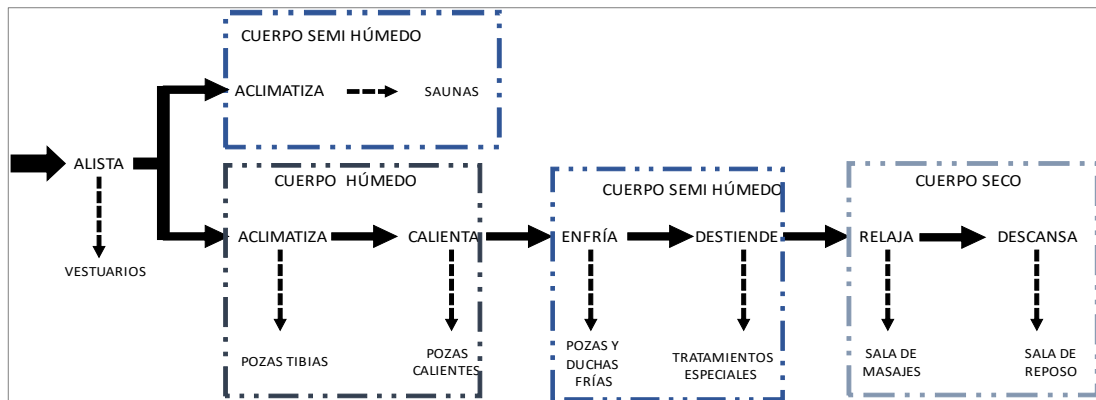 CUERPO SEMI HÚMEDO
ACLIMATIZA
SAUNAS
ALISTA
VESTUARIOS
CUERPO HÚMEDO
ACLIMATIZA
CALIENTA
POZAS TIBIAS
POZAS
CALIENTES
CUERPO SEMI HÚMEDO
ENFRÍA
DESTIENDE
POZAS Y
DUCHAS
FRÍAS
TRATAMIENTOS
ESPECIALES
CUERPO SECO
RELAJA
DESCANSA
SALA DE
MASAJES
SALA DE
REPOSO